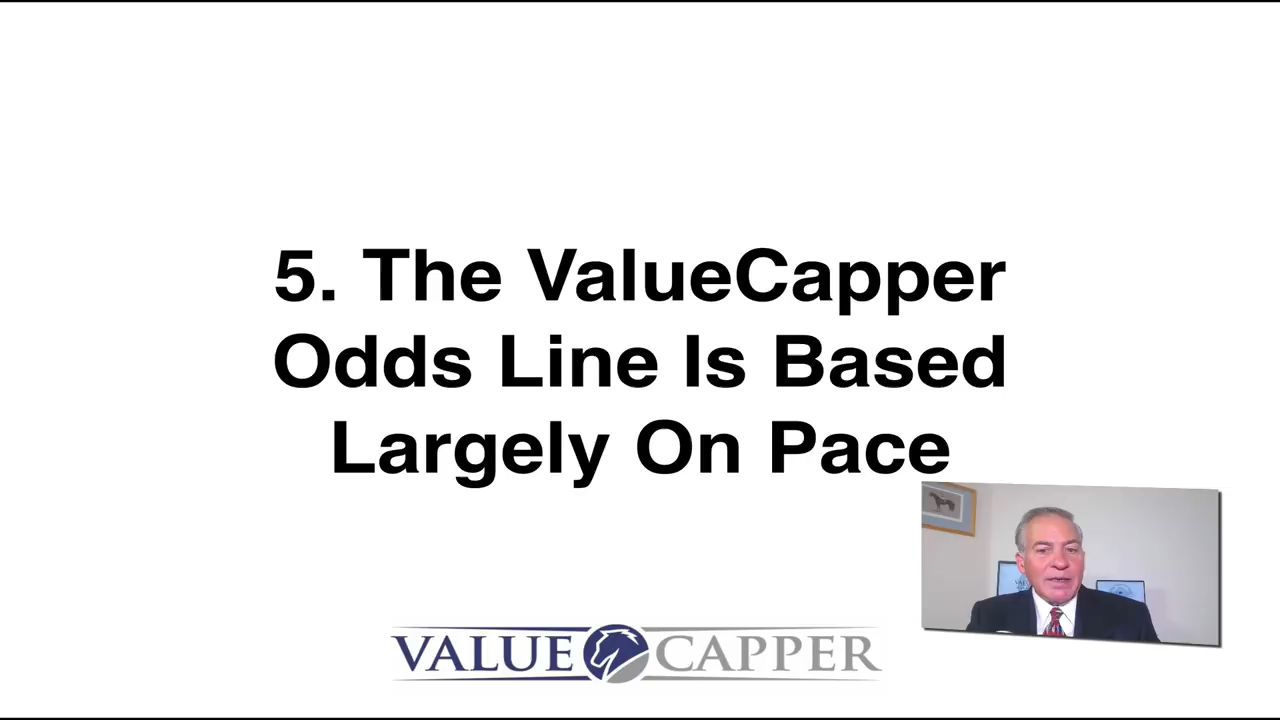 5. The ValueCapper
Odds Line Is Based
Largely On Pace
VALUE CAPPER